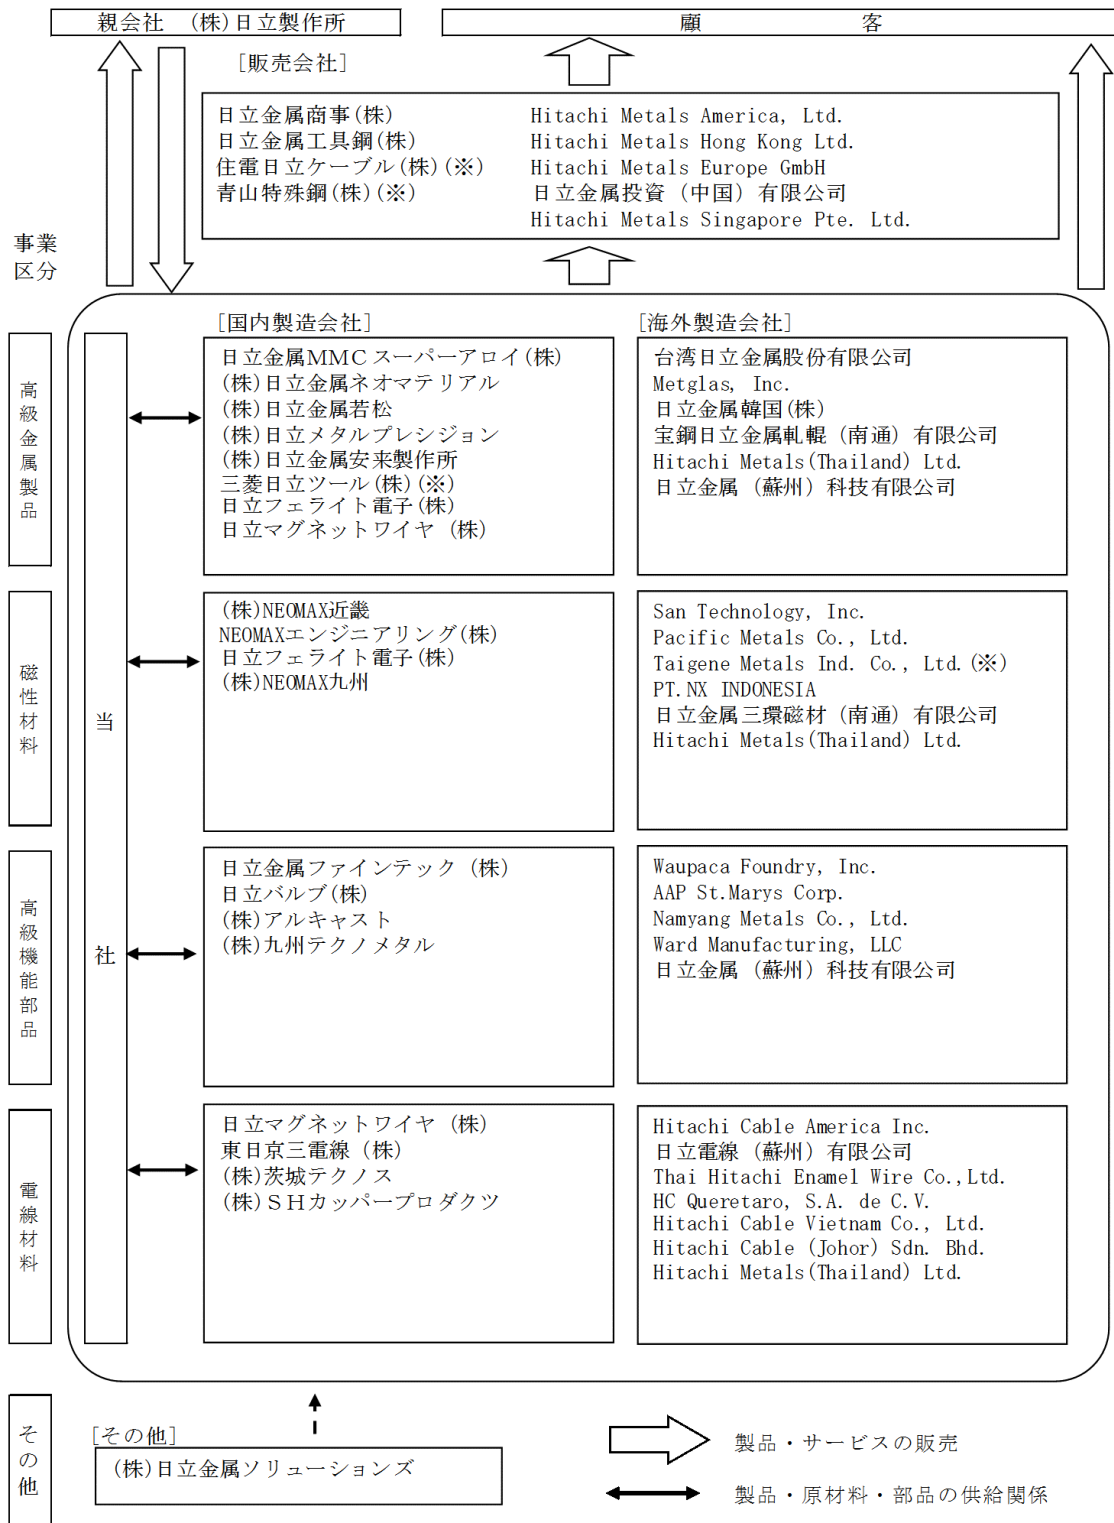 親会社 (株)日立製作所
顧客
[販売会社]
日立金属商事(株)
日立金属工具鋼(株)
住電日立ケーブル(株)(※)
青山特殊鋼(株)(※)
Hitachi Metals America, Ltd.
Hitachi Metals Hong Kong Ltd.
Hitachi Metals Europe GmbH
日立金属投資（中国）有限公司
Hitachi Metals Singapore Pte. Ltd.
事業
区分
[国内製造会社]
[海外製造会社]
高級金属製品
日立金属MMCスーパーアロイ(株)
(株)日立金属ネオマテリアル
(株)日立金属若松
(株)日立メタルプレシジョン
(株)日立金属安来製作所
三菱日立ツール(株)(※)
日立フェライト電子(株)
日立マグネットワイヤ(株)
台湾日立金属股份有限公司
Metglas, Inc.
日立金属韓国(株)
宝鋼日立金属軋輥（南通）有限公司
Hitachi Metals(Thailand) Ltd.
日立金属（蘇州）科技有限公司
磁性材料
(株)NEOMAX近畿
NEOMAXエンジニアリング(株)
日立フェライト電子(株)
(株)NEOMAX九州
San Technology, Inc.
Pacific Metals Co., Ltd.
Taigene Metals Ind. Co., Ltd.(※)
PT.NX INDONESIA
日立金属三環磁材（南通）有限公司
Hitachi Metals(Thailand) Ltd.
当社
高級機能部品
日立金属ファインテック(株)
日立バルブ(株)
(株)アルキャスト
(株)九州テクノメタル
Waupaca Foundry, Inc.
AAP St.Marys Corp.
Namyang Metals Co., Ltd.
Ward Manufacturing, LLC
日立金属（蘇州）科技有限公司
電線材料
日立マグネットワイヤ(株)
東日京三電線(株)
(株)茨城テクノス
(株)ＳＨカッパープロダクツ
Hitachi Cable America Inc.
日立電線（蘇州）有限公司
Thai Hitachi Enamel Wire Co.,Ltd.
HC Queretaro, S.A. de C.V.
Hitachi Cable Vietnam Co., Ltd.
Hitachi Cable (Johor) Sdn. Bhd.
Hitachi Metals(Thailand) Ltd.
その他
[その他]
(株)日立金属ソリューションズ
製品・サービスの販売
製品・原材料・部品の供給関係